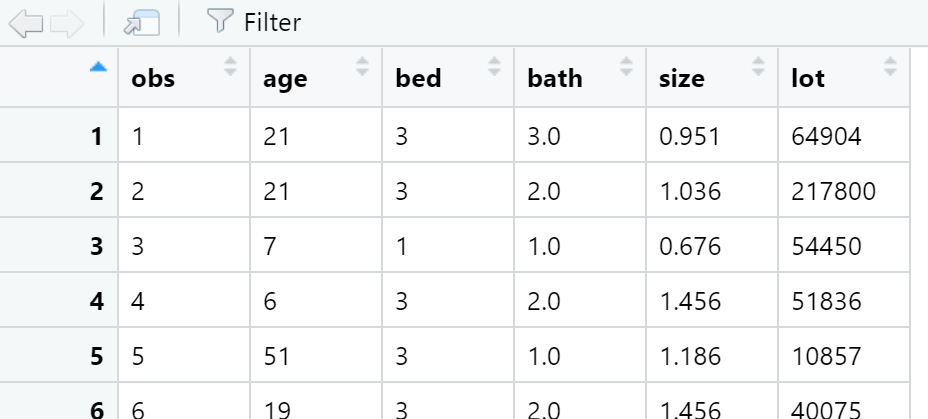 Filter
obs age bed bath size lot
1 1 21 3 3.0 0.951 64904
2 2 21 3 2.0 1.036 217800
3 3 7 1 1.0 0.676 54450
4 4 6 3 2.0 1.456 51836
5 5 51 3 1.0 1.186 10857
6 6 19 3 2.0 1.456 40075